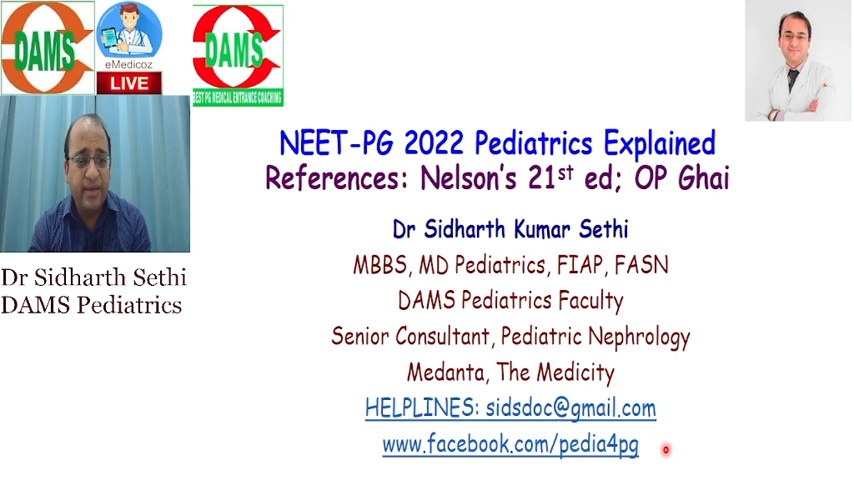 DAMS
eMedicoz
LIVE
DAMS
BEST PG MEDICAL ENTRANCE COACHING
NEET-PG 2022 Pediatrics Explained
References: Nelson's 21st ed; OP Ghai
Dr Sidharth Kumar Sethi
MBBS, MD Pediatrics, FIAP, FASN
DAMS Pediatrics Faculty
Senior Consultant, Pediatric Nephrology
Medanta, The Medicity
HELPLINES: sidsdoc@gmail.com
www.facebook.com/pedia4pg
Dr Sidharth Sethi
DAMS Pediatrics